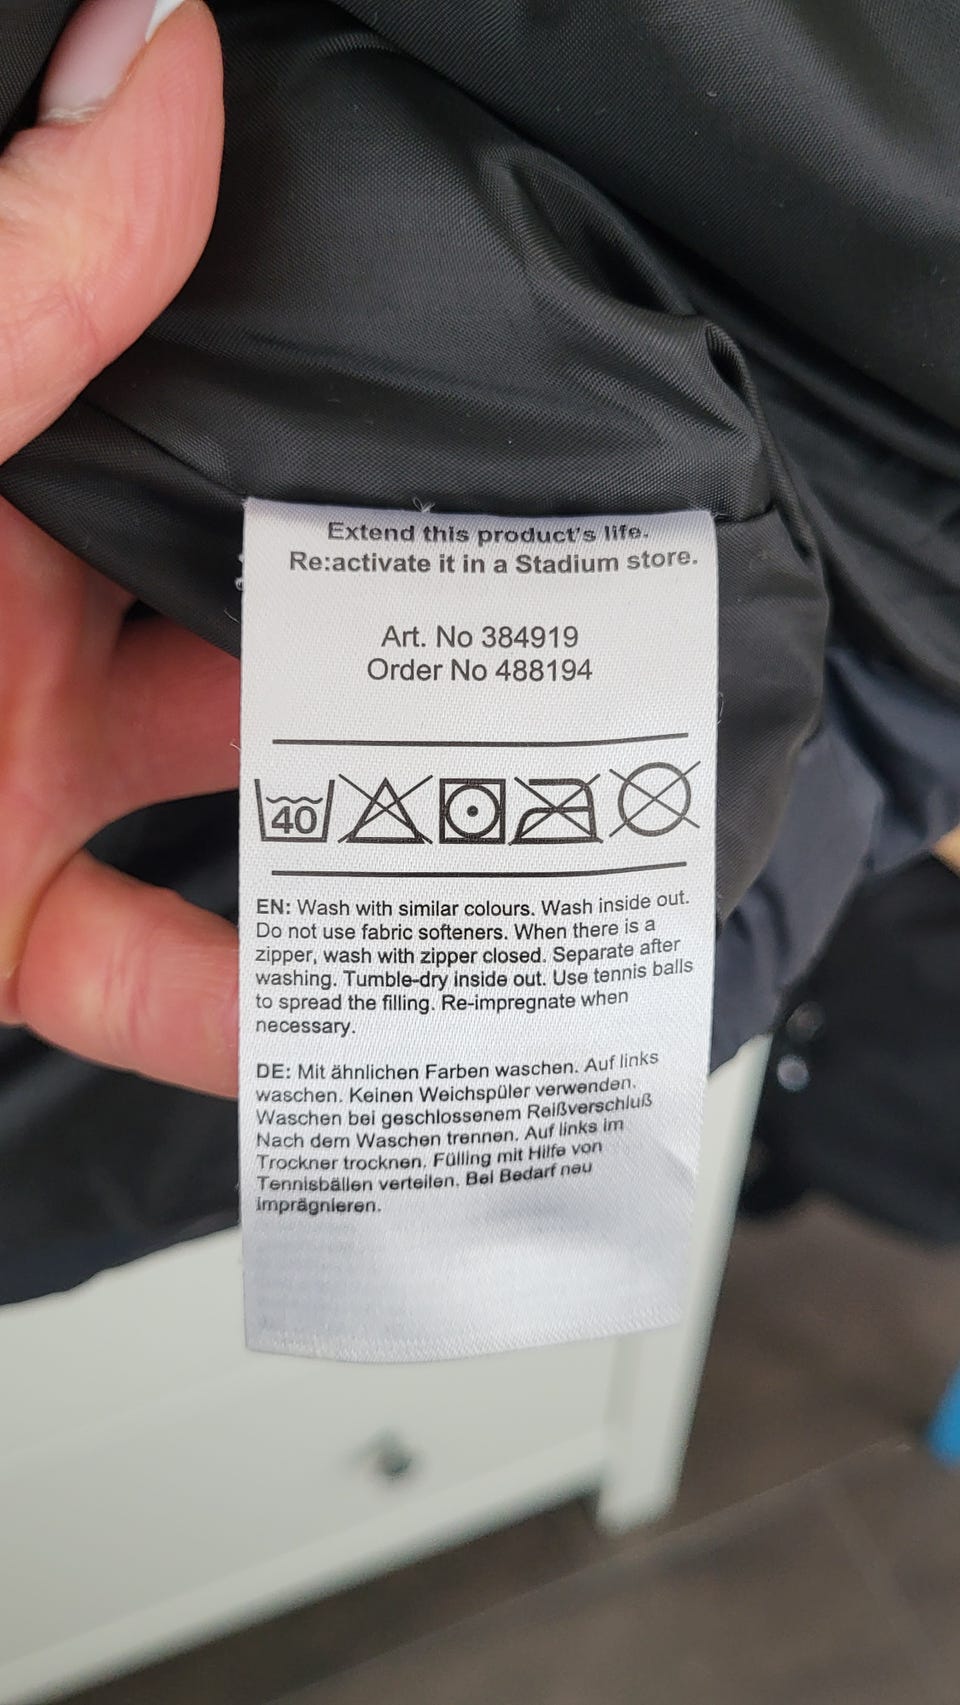 Extend this product's life.
Re:activate it in a Stadium store.
Art. No 384919
Order No 488194
40
EN: Wash with similar colours. Wash inside out.
Do not use fabric softeners. When there is a
zipper, wash with zipper closed. Separate after
washing. Tumble-dry inside out. Use tennis balls
to spread the filling. Re-impregnate when
necessary.
DE: Mit ähnlichen Farben waschen. Auf links
waschen. Keinen Weichspüler verwenden.
Waschen bei geschlossenem Reißverschluß
Nach dem Waschen trennen. Auf links im
Trockner trocknen. Fülling mit Hilfe von
Tennisbällen verteilen. Bei Bedarf neu
imprägnieren.